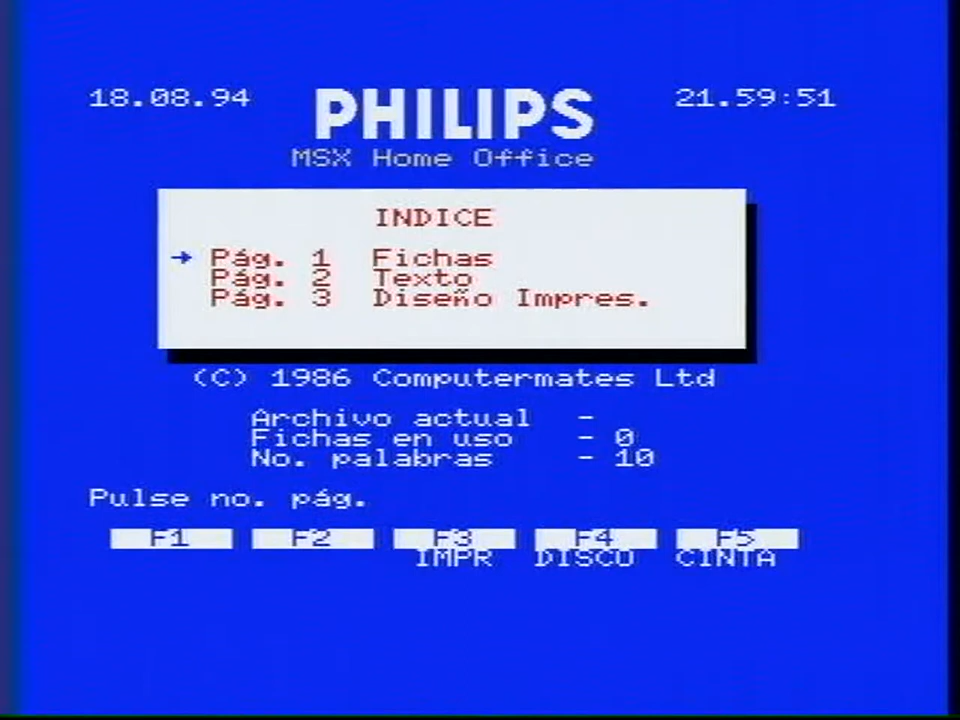 18.08.94 PHILIPS 21.59:51
MSX Home Office
INDICE
→ Pág. 1 Fichas
Pág. 2 Texto
Pág. 3 Diseño Impres.
(C) 1986 Computermates Ltd
Archivo actual -
Fichas en uso - 0
No. palabras - 10
Pulse no. pág.
F1 F2 F3 F4 F5
IMPR DISCO CINTA